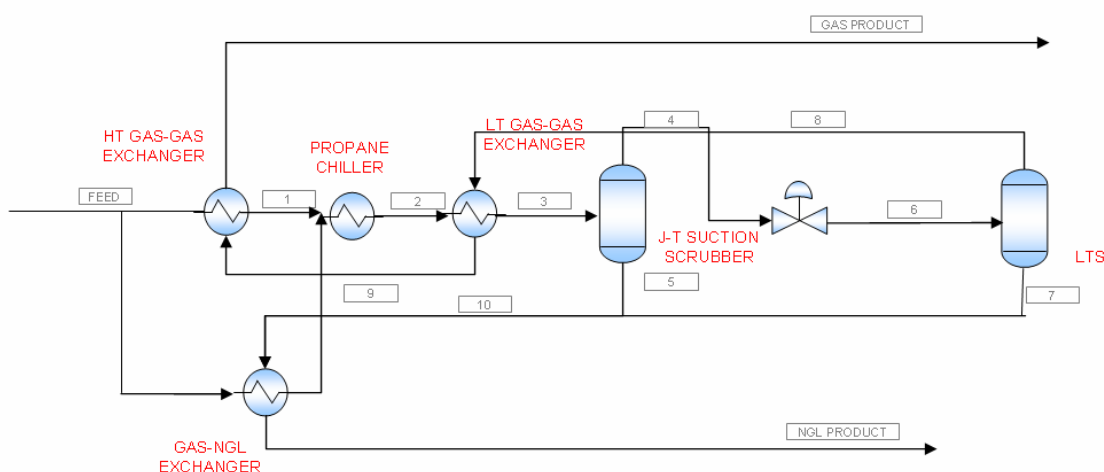 GAS PRODUCT
HT GAS-GAS
EXCHANGER
PROPANE
CHILLER
LT GAS-GAS
EXCHANGER
4
8
FEED
1
2
3
6
J-T SUCTION
SCRUBBER
LTS
5
9
10
7
NGL PRODUCT
GAS-NGL
EXCHANGER